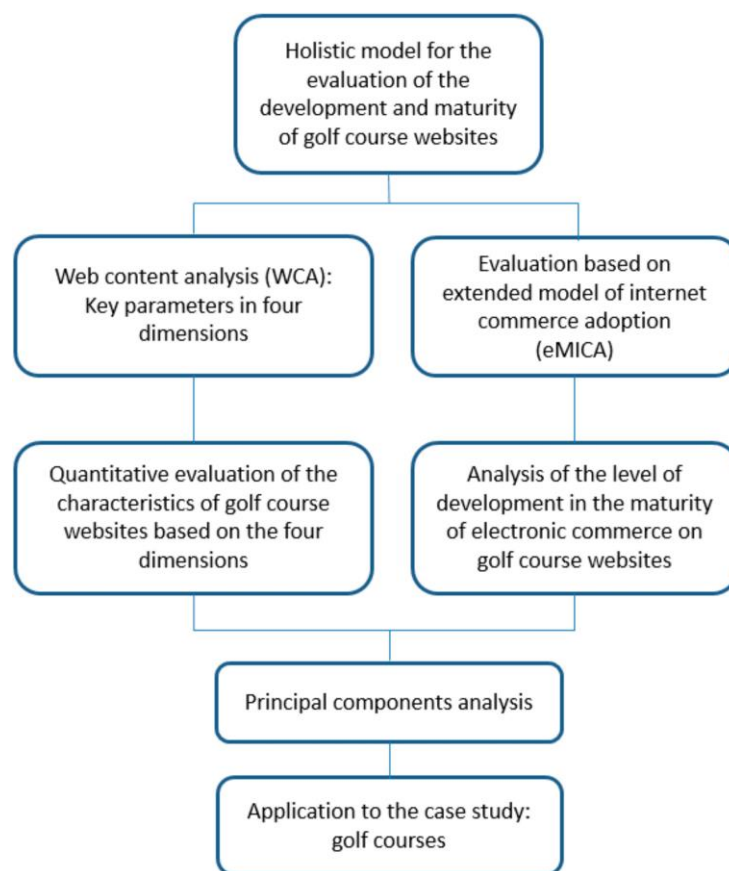 Holistic model for the
evaluation of the
development and maturity
of golf course websites
Web content analysis (WCA):
Key parameters in four
dimensions
Evaluation based on
extended model of internet
commerce adoption
(eMICA)
Quantitative evaluation of the
characteristics of golf course
websites based on the four
dimensions
Analysis of the level of
development in the maturity
of electronic commerce on
golf course websites
Principal components analysis
Application to the case study:
golf courses